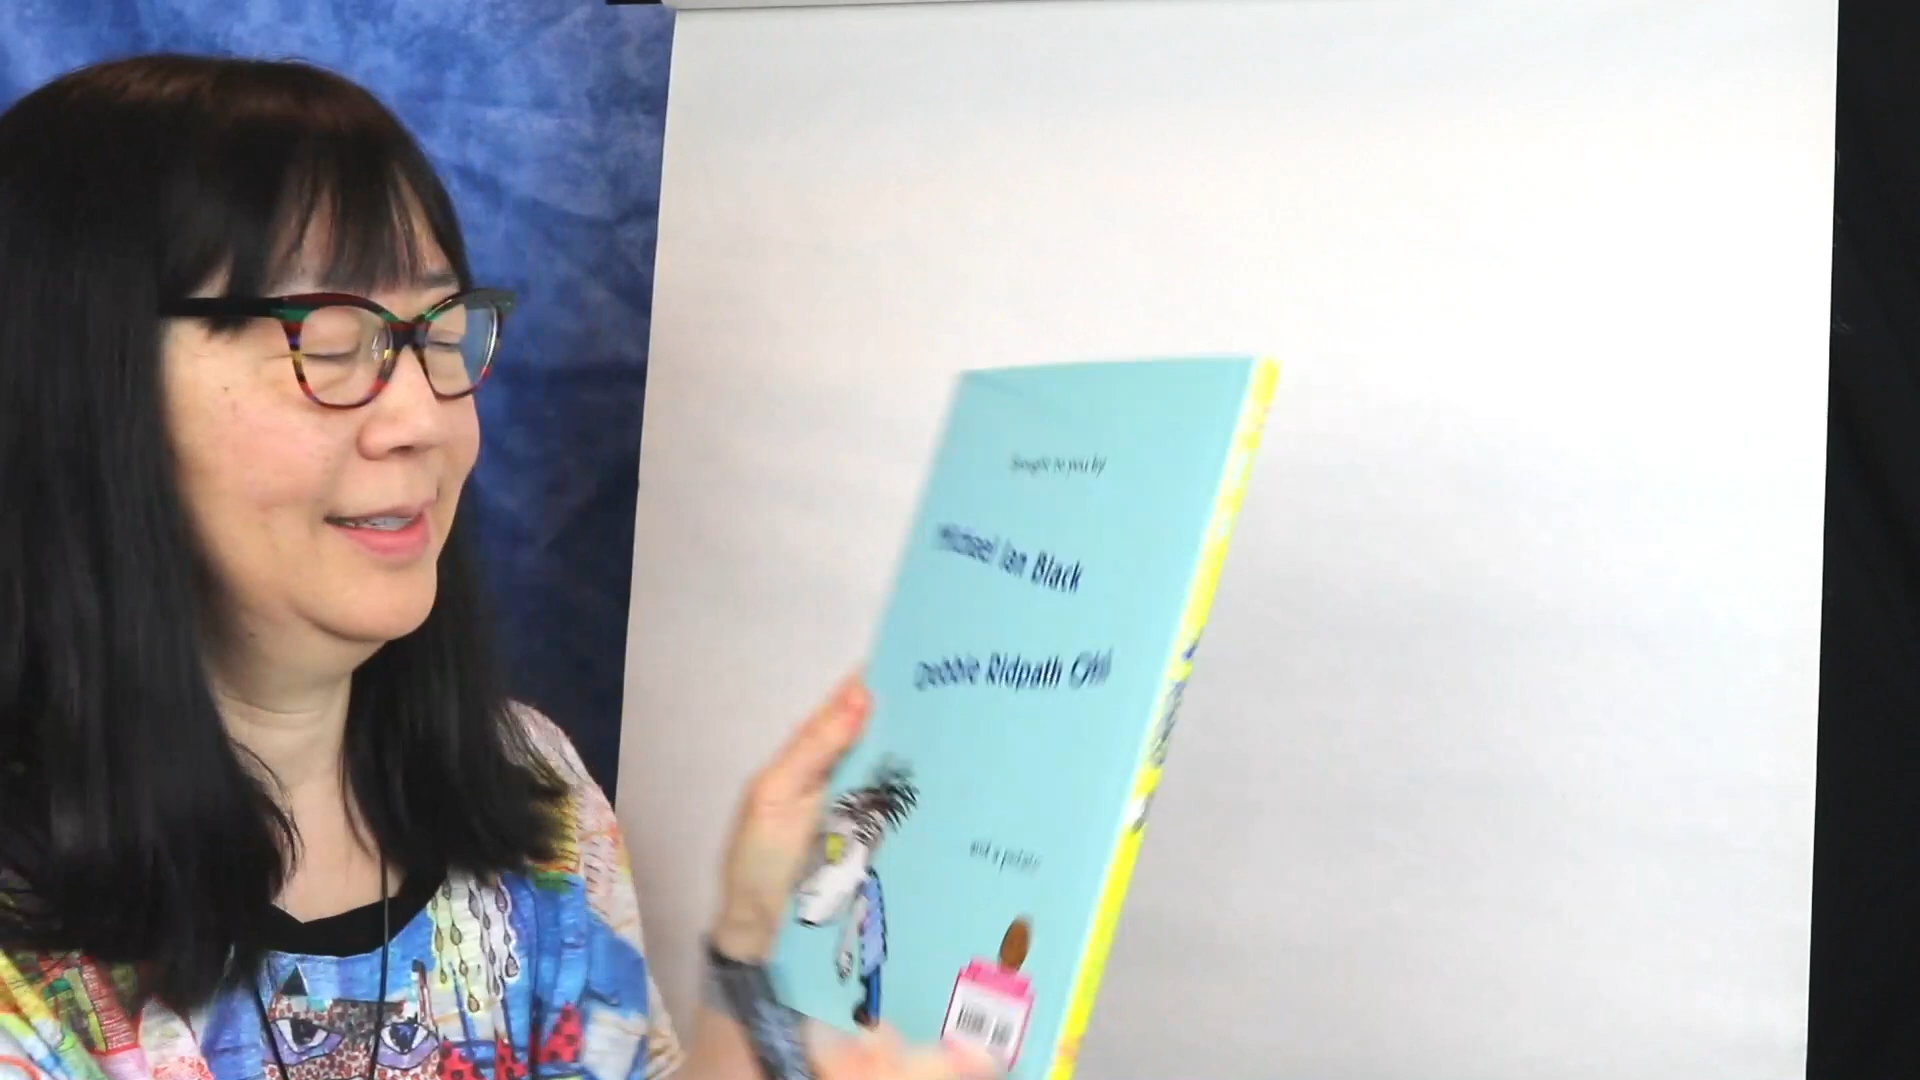 Brought to you by
Michael Ian Black
Debbie Ridpath Ohi
and a potato